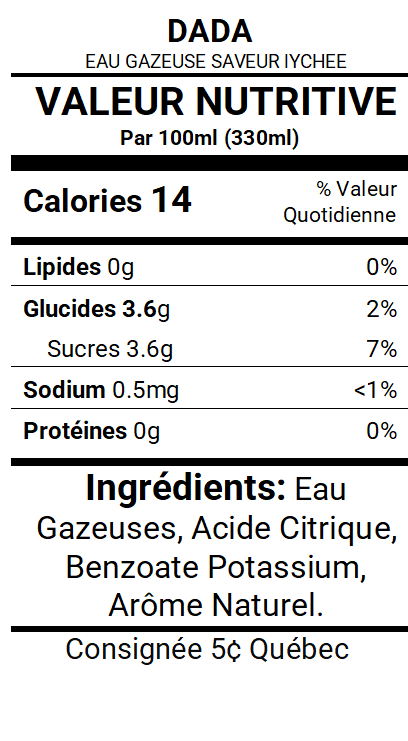 DADA
EAU GAZEUSE SAVEUR lYCHEE
VALEUR NUTRITIVE
Par 100ml (330ml)
Calories 14
% Valeur
Quotidienne
Lipides 0g 0%
Glucides 3.6g 2%
Sucres 3.6g 7%
Sodium 0.5mg <1%
Protéines 0g 0%
Ingrédients: Eau
Gazeuses, Acide Citrique,
Benzoate Potassium,
Arôme Naturel.
Consignée 5¢ Québec